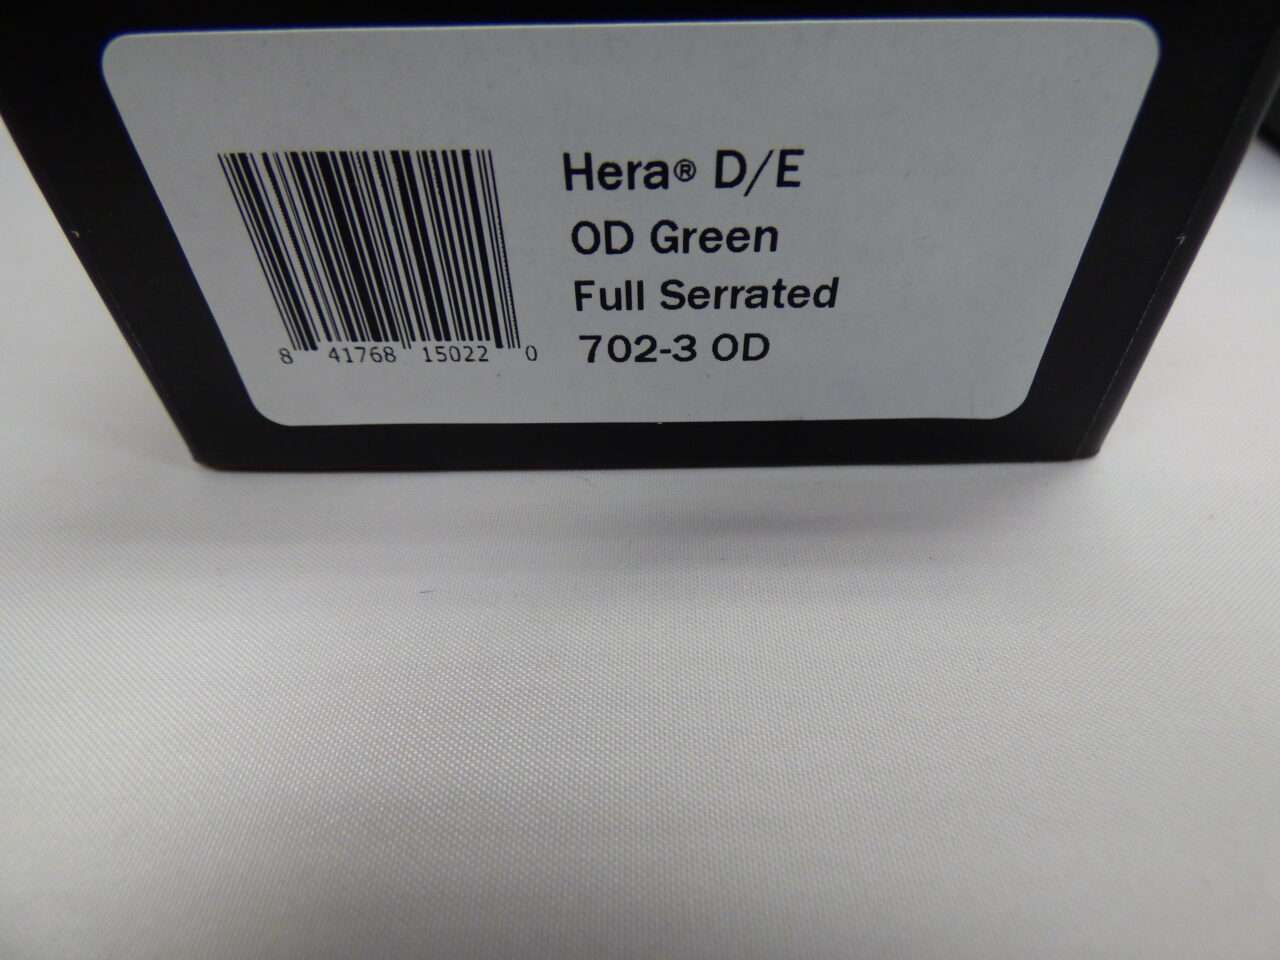 Hera® D/E
OD Green
Full Serrated
702-3 OD
8 41768 15022 0